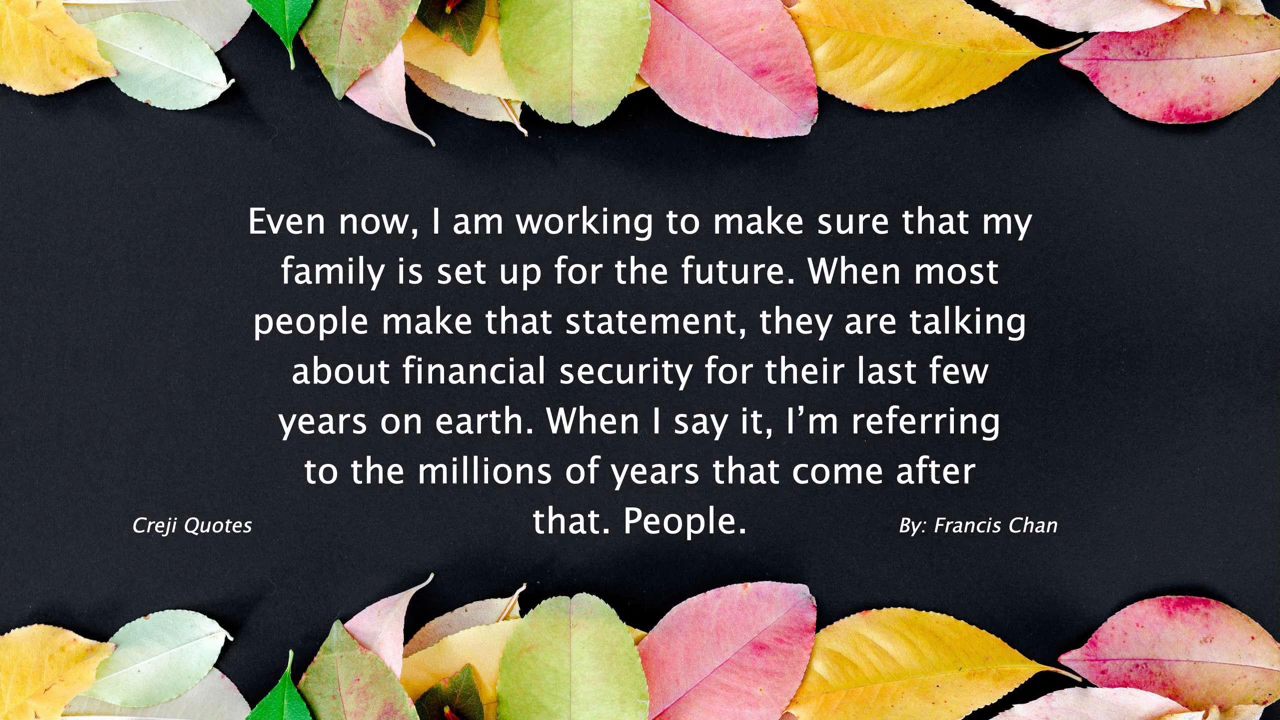 Even now, I am working to make sure that my
family is set up for the future. When most
people make that statement, they are talking
about financial security for their last few
years on earth. When I say it, I’m referring
to the millions of years that come after
that. People.
Creji Quotes
By: Francis Chan